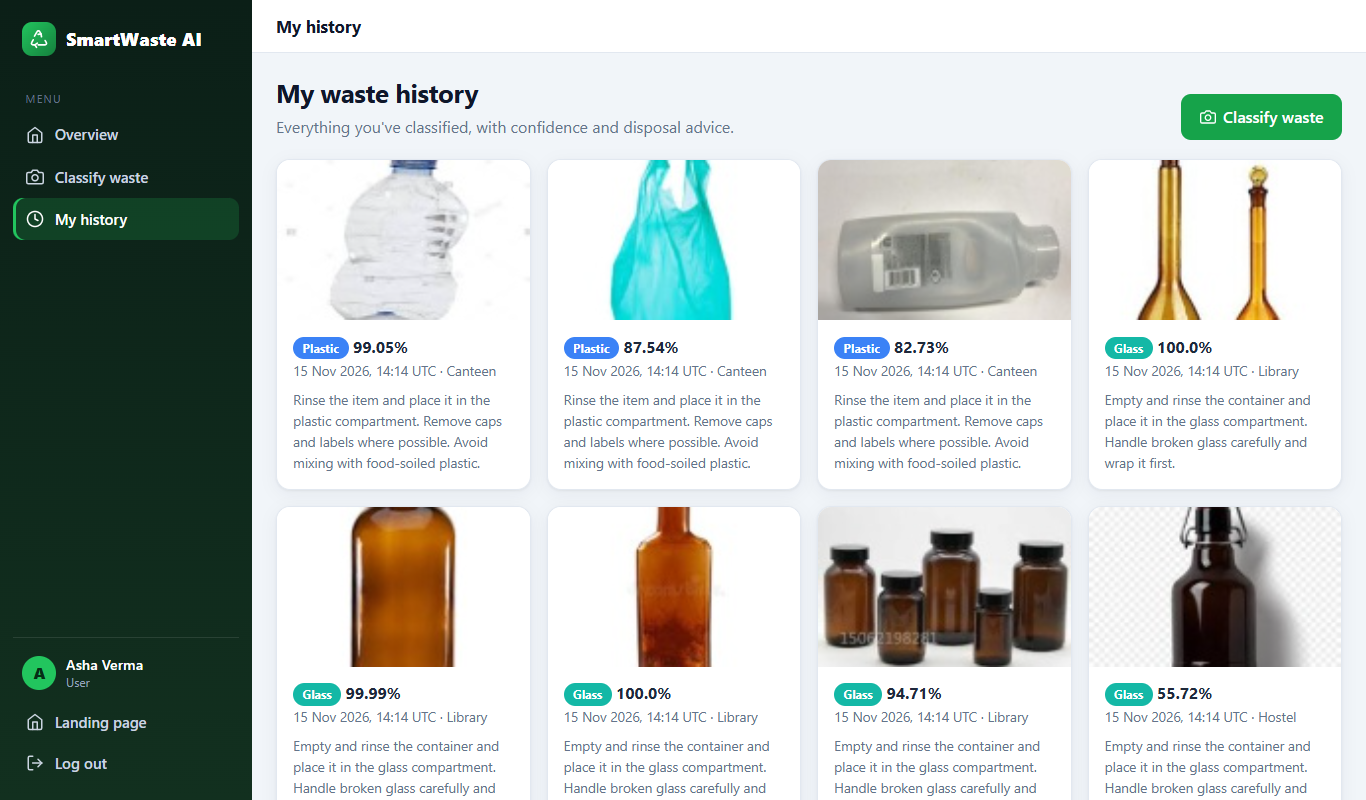 SmartWaste AI
MENU
Overview
Classify waste
My history
Asha Verma
A
User
Landing page
Log out
My history
My waste history
Everything you've classified, with confidence and disposal advice.
Classify waste
Plastic 99.05%
15 Nov 2026, 14:14 UTC · Canteen
Rinse the item and place it in the
plastic compartment. Remove caps
and labels where possible. Avoid
mixing with food-soiled plastic.
Plastic 87.54%
15 Nov 2026, 14:14 UTC · Canteen
Rinse the item and place it in the
plastic compartment. Remove caps
and labels where possible. Avoid
mixing with food-soiled plastic.
Plastic 82.73%
15 Nov 2026, 14:14 UTC · Canteen
Rinse the item and place it in the
plastic compartment. Remove caps
and labels where possible. Avoid
mixing with food-soiled plastic.
Glass 100.0%
15 Nov 2026, 14:14 UTC · Library
Empty and rinse the container and
place it in the glass compartment.
Handle broken glass carefully and
wrap it first.
Glass 99.99%
15 Nov 2026, 14:14 UTC · Library
Empty and rinse the container and
place it in the glass compartment.
Handle broken glass carefully and
Glass 100.0%
15 Nov 2026, 14:14 UTC · Library
Empty and rinse the container and
place it in the glass compartment.
Handle broken glass carefully and
15062198281
Glass 94.71%
15 Nov 2026, 14:14 UTC · Library
Empty and rinse the container and
place it in the glass compartment.
Handle broken glass carefully and
Glass 55.72%
15 Nov 2026, 14:14 UTC · Hostel
Empty and rinse the container and
place it in the glass compartment.
Handle broken glass carefully and